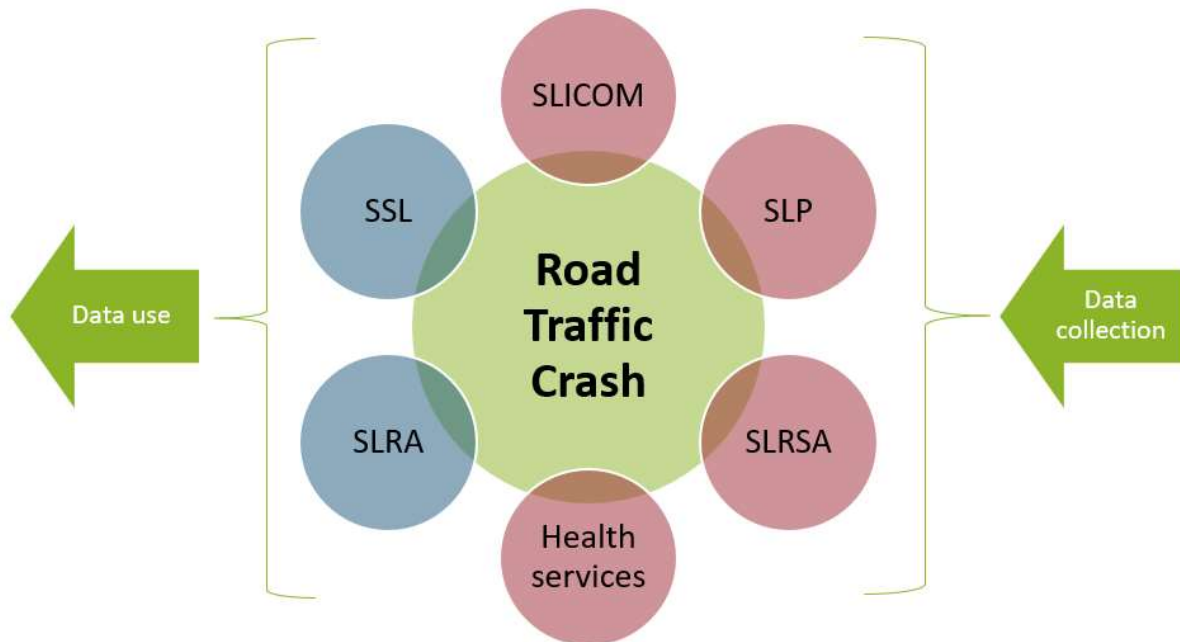 SLICOM
SSL
SLP
Road
Traffic
Crash
Data use
Data
collection
SLRA
SLRSA
Health
services